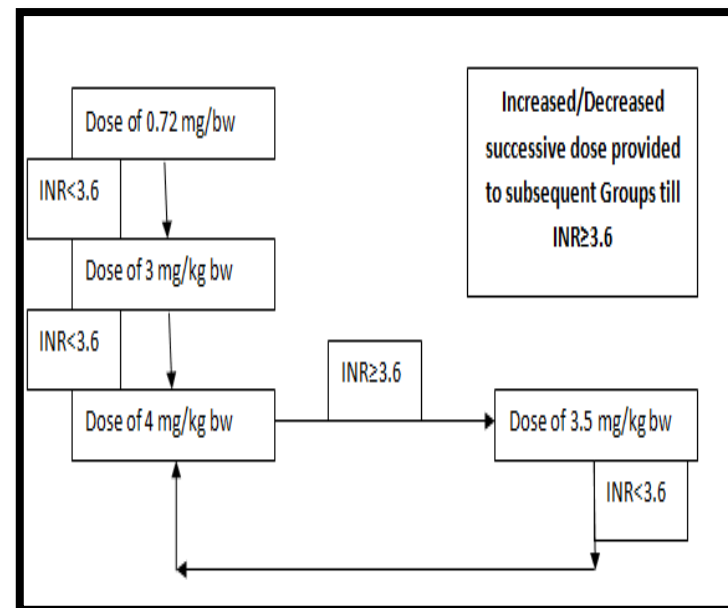 Dose of 0.72 mg/bw
INR<3.6
Dose of 3 mg/kg bw
INR<3.6
Dose of 4 mg/kg bw
INR≥3.6
Dose of 3.5 mg/kg bw
INR<3.6
Increased/Decreased
successive dose provided
to subsequent Groups till
INR≥3.6